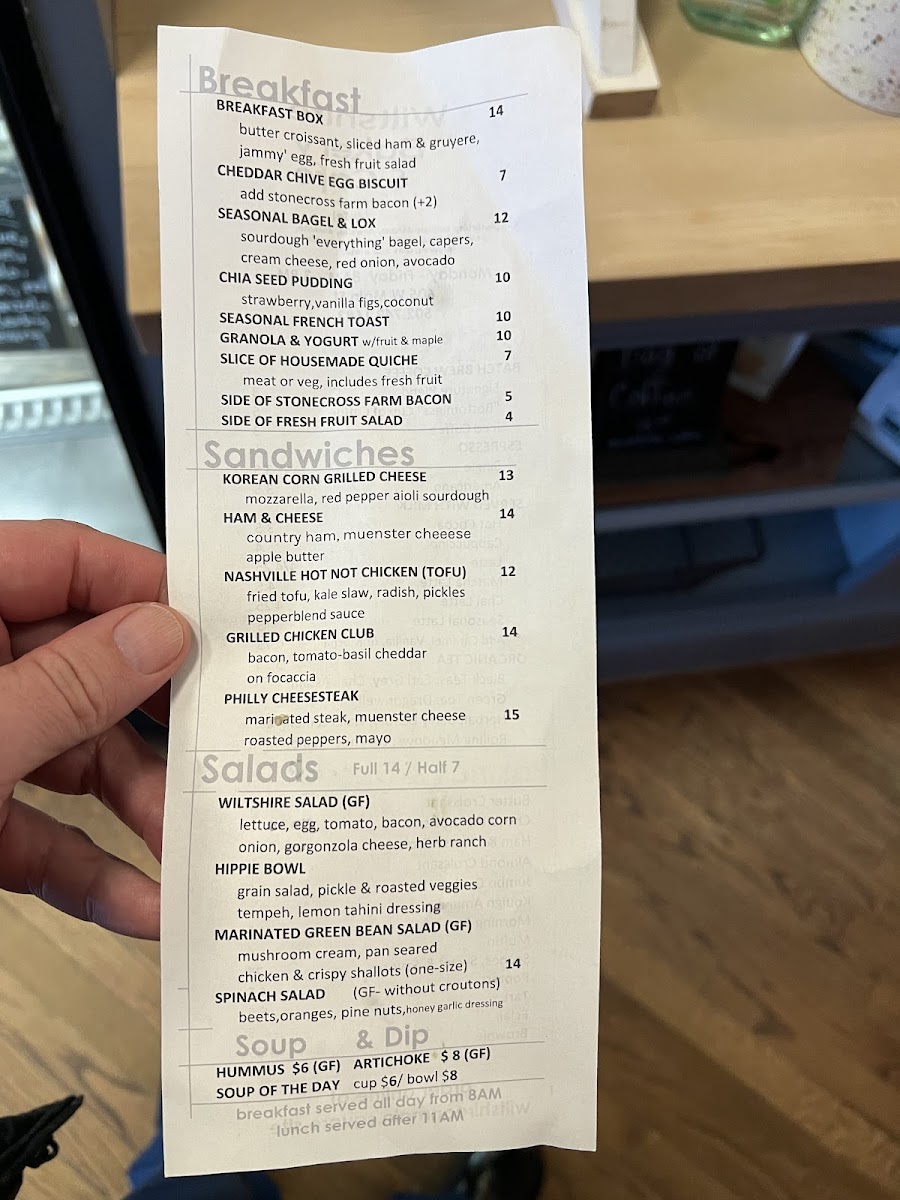 Breakfast
BREAKFAST BOX 14
butter croissant, sliced ham & gruyere,
jammy' egg, fresh fruit salad
CHEDDAR CHIVE EGG BISCUIT 7
add stonecross farm bacon (+2)
SEASONAL BAGEL & LOX 12
sourdough 'everything' bagel, capers,
cream cheese, red onion, avocado
CHIA SEED PUDDING 10
strawberry,vanilla figs,coconut
SEASONAL FRENCH TOAST 10
GRANOLA & YOGURT w/fruit & maple 10
SLICE OF HOUSEMADE QUICHE 7
meat or veg, includes fresh fruit
SIDE OF STONECROSS FARM BACON 5
SIDE OF FRESH FRUIT SALAD 4
Sandwiches
KOREAN CORN GRILLED CHEESE 13
mozzarella, red pepper aioli sourdough
HAM & CHEESE 14
country ham, muenster cheeese
apple butter
NASHVILLE HOT NOT CHICKEN (TOFU) 12
fried tofu, kale slaw, radish, pickles
pepperblend sauce
GRILLED CHICKEN CLUB 14
bacon, tomato-basil cheddar
on focaccia
PHILLY CHEESESTEAK
marinated steak, muenster cheese 15
roasted peppers, mayo
Salads Full 14 / Half 7
WILTSHIRE SALAD (GF)
lettuce, egg, tomato, bacon, avocado corn
onion, gorgonzola cheese, herb ranch
HIPPIE BOWL
grain salad, pickle & roasted veggies
tempeh, lemon tahini dressing
MARINATED GREEN BEAN SALAD (GF)
mushroom cream, pan seared
chicken & crispy shallots (one-size) 14
SPINACH SALAD (GF- without croutons)
beets,oranges, pine nuts,honey garlic dressing
Soup & Dip
HUMMUS $6 (GF) ARTICHOKE $ 8 (GF)
SOUP OF THE DAY cup $6/ bowl $8
breakfast served all day from 8AM
lunch served after 11AM